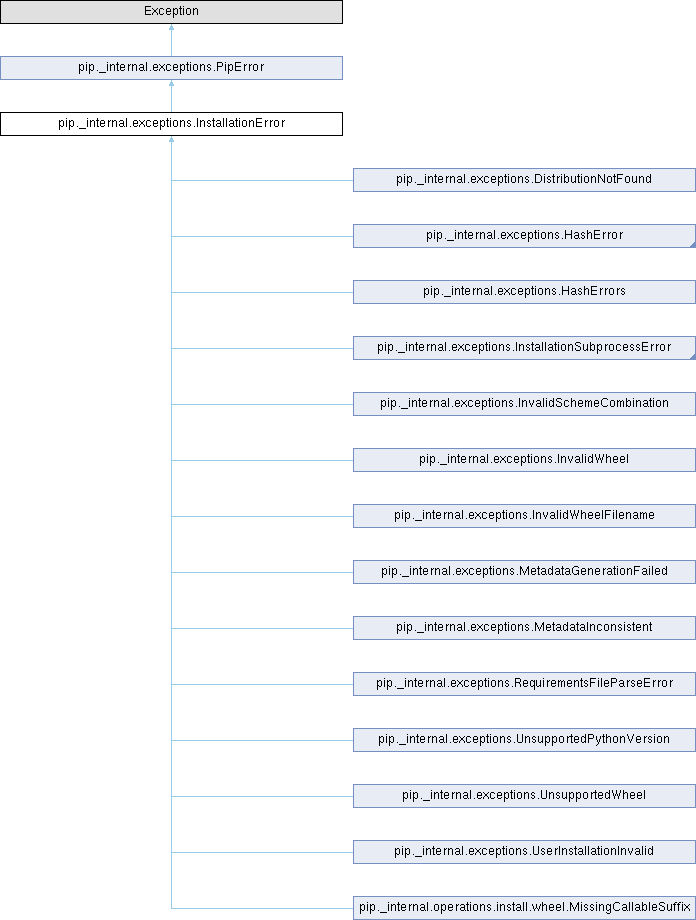 Exception
pip._internal.exceptions.PipError
pip._internal.exceptions.InstallationError
pip._internal.exceptions.DistributionNotFound
pip._internal.exceptions.HashError
pip._internal.exceptions.HashErrors
pip._internal.exceptions.InstallationSubprocessError
pip._internal.exceptions.InvalidSchemeCombination
pip._internal.exceptions.InvalidWheel
pip._internal.exceptions.InvalidWheelFilename
pip._internal.exceptions.MetadataGenerationFailed
pip._internal.exceptions.MetadataInconsistent
pip._internal.exceptions.RequirementsFileParseError
pip._internal.exceptions.UnsupportedPythonVersion
pip._internal.exceptions.UnsupportedWheel
pip._internal.exceptions.UserInstallationInvalid
pip._internal.operations.install.wheel.MissingCallableSuffix